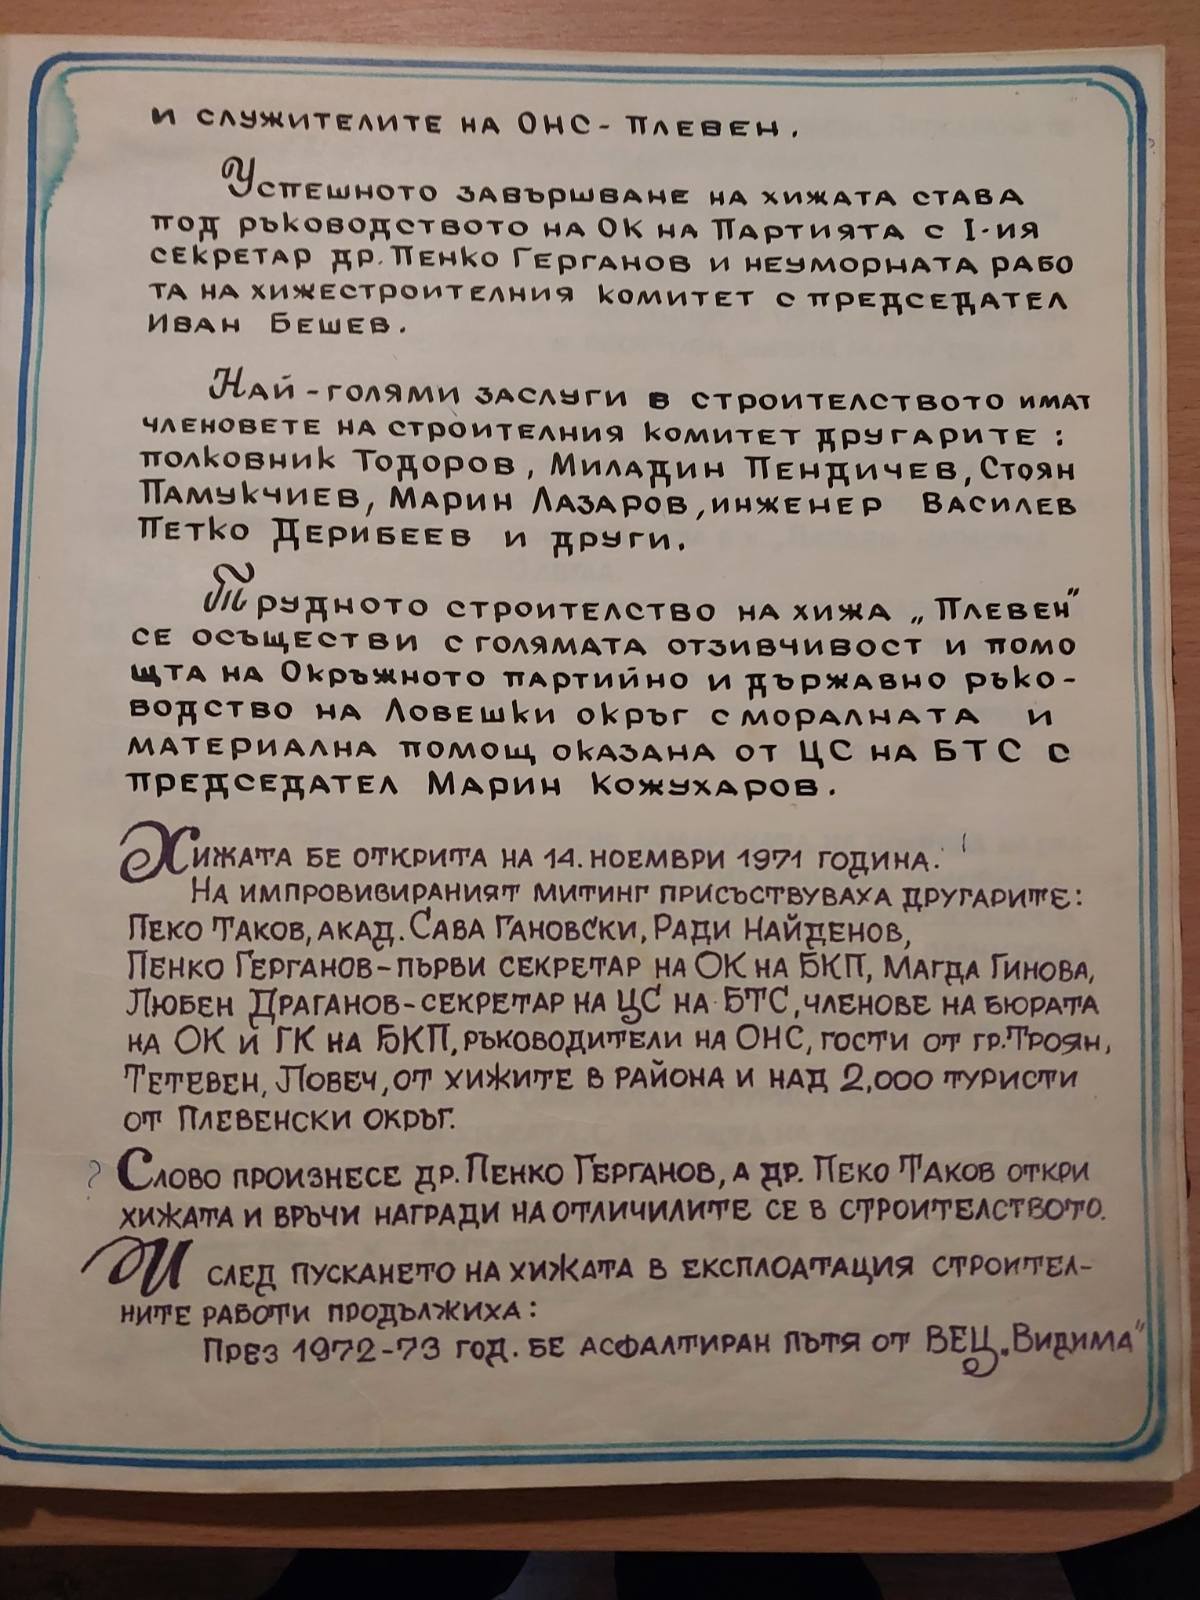 и служителите на ОНС - Плевен.
Успешното завършване на хижата става
под ръководството на ОК на Партията с I-ия
секретар др. Пенко Герганов и неуморната рабо
та на хижестроителния комитет с председател
Иван Бешев.
Най-голями заслуги в строителството имат
членовете на строителния комитет другарите:
полковник Тодоров, Миладин Пендичев, Стоян
Памукчиев, Марин Лазаров, инженер Василев
Петко Дерибеев и други.
Трудното строителство на хижа „Плевен"
се осъществи с голямата отзивчивост и помо
щта на Окръжното партийно и държавно ръко-
водство на Ловешки окръг с моралната и
материална помощ оказана от ЦС на БТС с
председател Марин Кожухаров.
Хижата бе открита на 14. ноември 1971 година.
На импровивираният митинг присъствуваха другарите:
Пеко Таков, акад. Сава Гановски, Ради Найденов,
Пенко Герганов - първи секретар на ОК на БКП, Магда Гинова,
Любен Драганов - секретар на ЦС на БТС, членове на бюрата
на ОК и ГК на БКП, ръководители на ОНС, гости от гр. Троян,
Тетевен, Ловеч, от хижите в района и над 2,000 туристи
от Плевенски окръг.
? Слово произнесе др. Пенко Герганов, а др. Пеко Таков откри
хижата и връчи награди на отличилите се в строителството.
И след пускането на хижата в експлоатация строител-
ните работи продължиха:
През 1972-73 год. бе асфалтиран пътя от ВЕЦ „Видима"